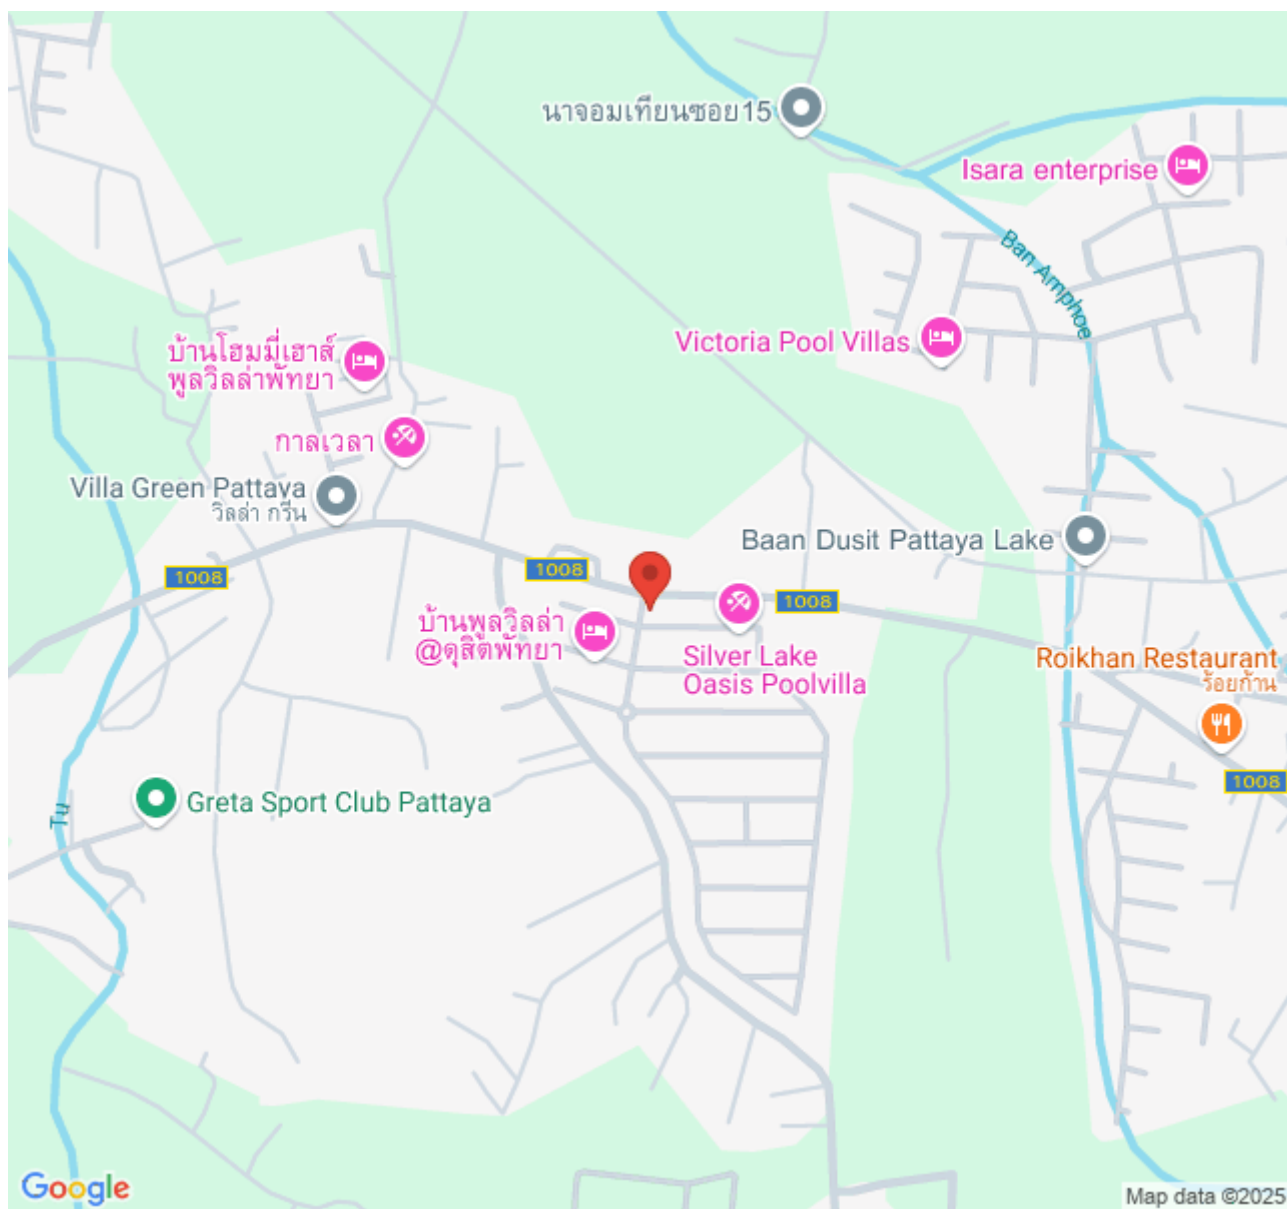 นาจอมเทียนซอย15
Isara enterprise
Ban Amphoe
Victoria Pool Villas
บ้านโฮมมี่เฮาส์
พูลวิลล่าพัทยา
กาลเวลา
Villa Green Pattaya
วิลล่า กรีน
Baan Dusit Pattaya Lake
1008
1008
1008
บ้านพูลวิลล่า
@ดุสิตพัทยา
Silver Lake
Oasis Poolvilla
Roikhan Restaurant
ร้อยก้าน
1008
Greta Sport Club Pattaya
Tu
Google
Map data ©2025